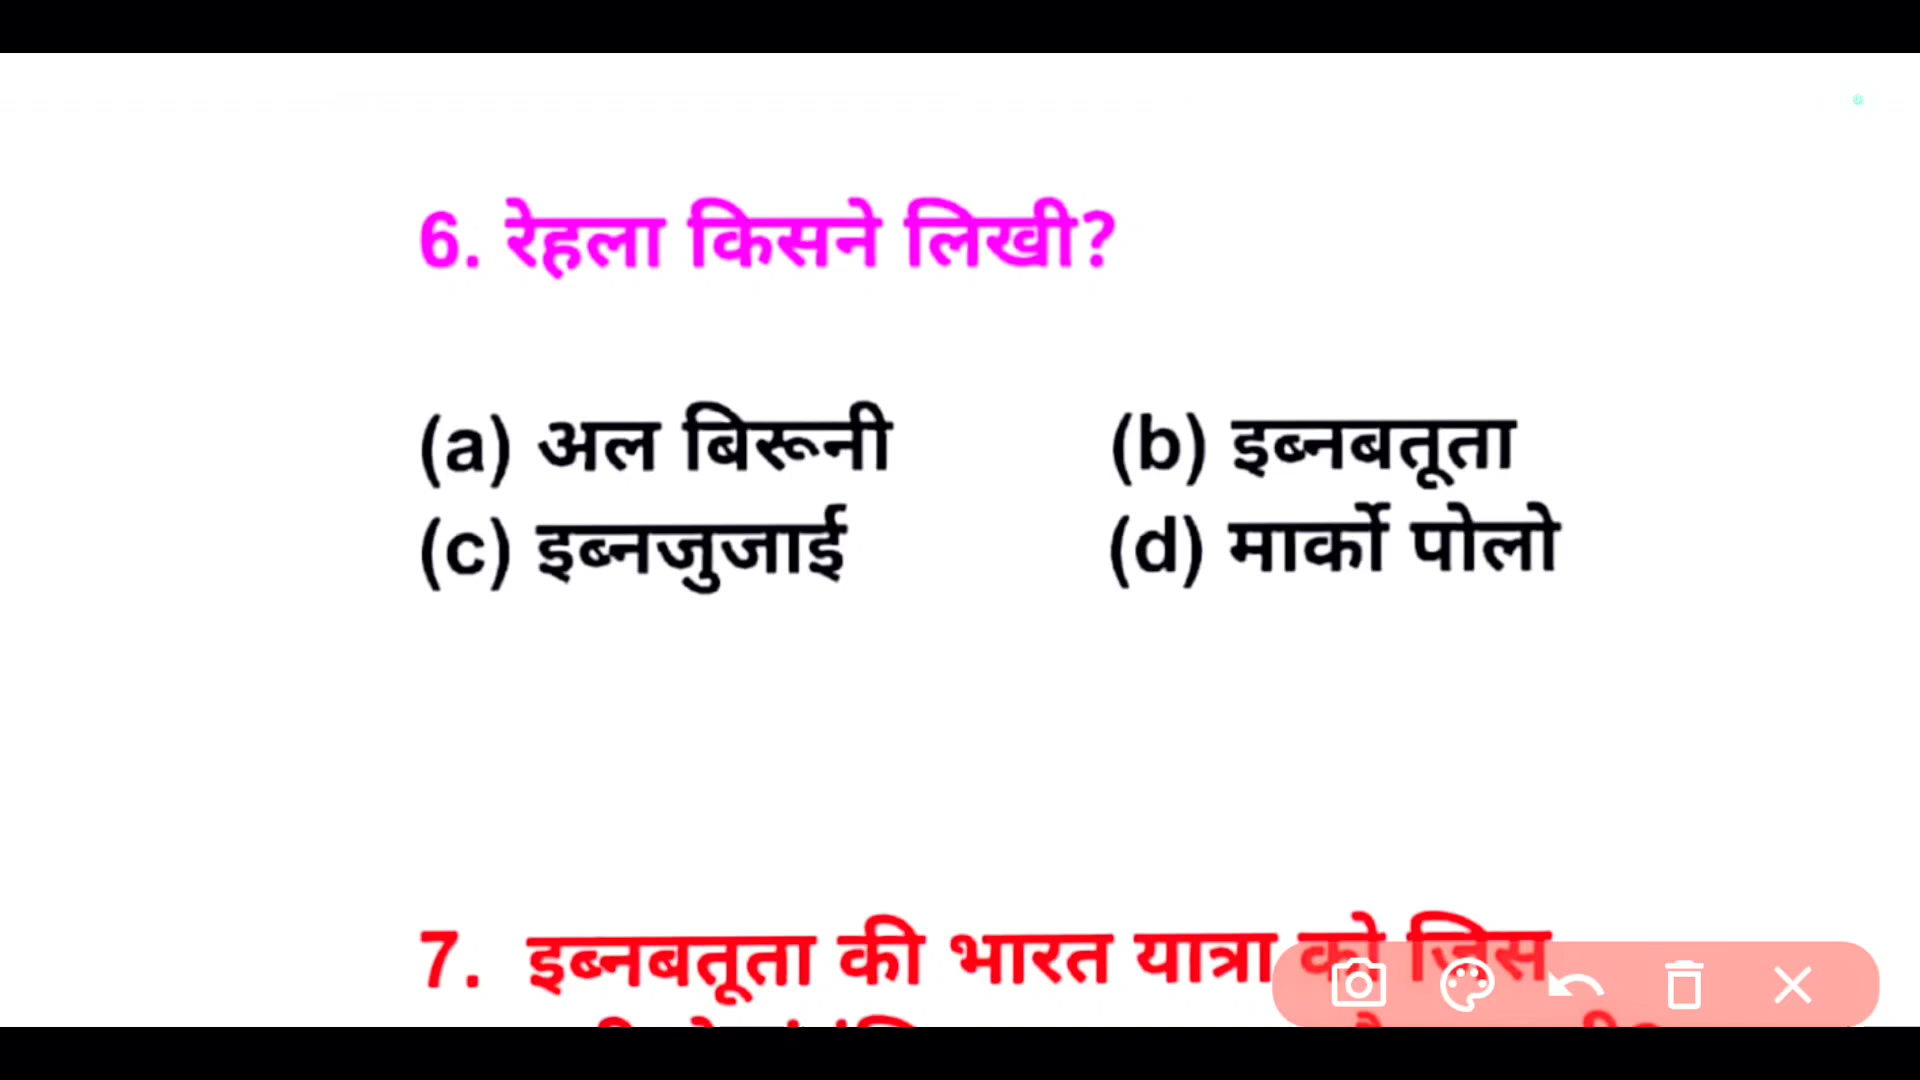 6. रेहला किसने लिखी?
(a) अल बिरूनी (b) इब्नबतूता
(c) इब्नजुजाई (d) मार्को पोलो
7. इब्नबतूता की भारत यात्रा को जिस